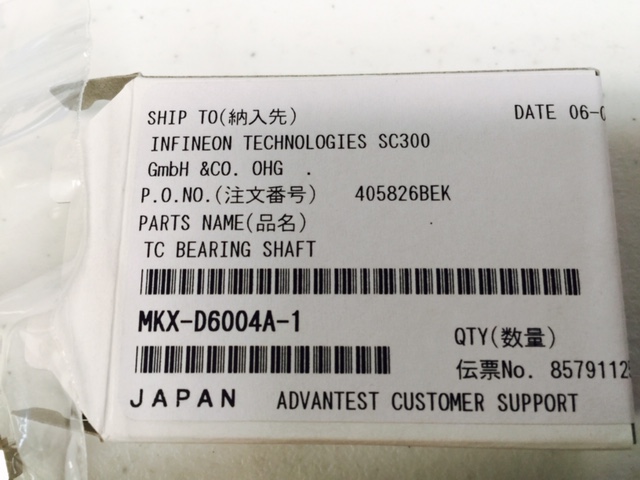 SHIP TO(納入先) DATE 06-
INFINEON TECHNOLOGIES SC300
GmbH &CO. OHG .
P.O.NO.(注文番号) 405826BEK
PARTS NAME(品名)
TC BEARING SHAFT
MKX-D6004A-1
QTY(数量)
伝票No. 8579112
JAPAN ADVANTEST CUSTOMER SUPPORT